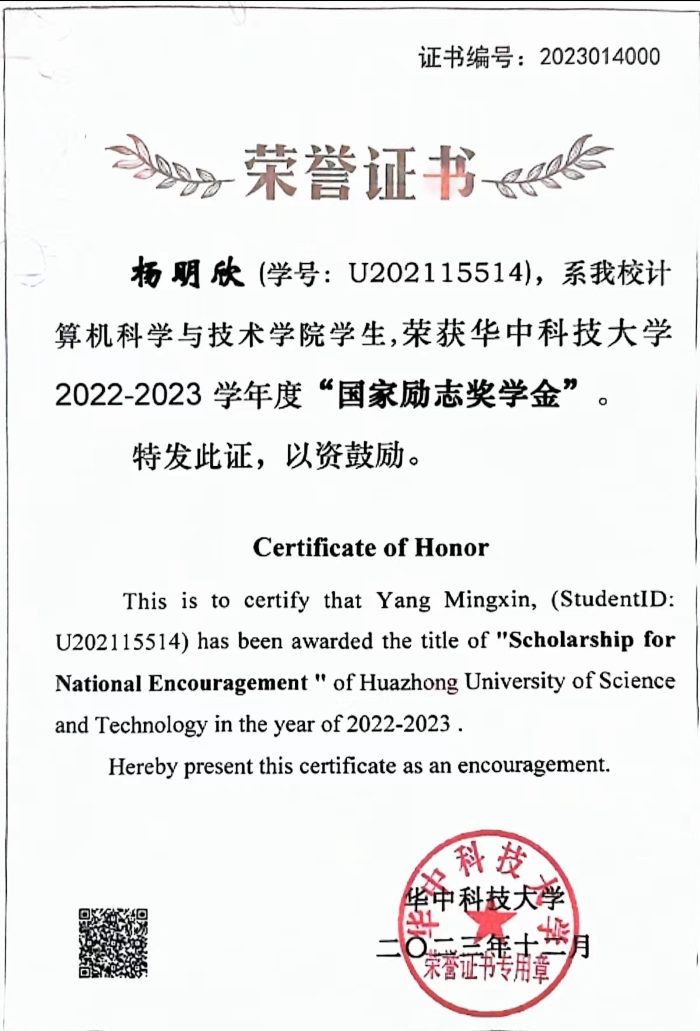 证书编号：2023014000
荣誉证书
杨明欣 (学号：U202115514)，系我校计
算机科学与技术学院学生,荣获华中科技大学
2022-2023 学年度“国家励志奖学金”。
特发此证，以资鼓励。
Certificate of Honor
This is to certify that Yang Mingxin, (StudentID:
U202115514) has been awarded the title of "Scholarship for
National Encouragement " of Huazhong University of Science
and Technology in the year of 2022-2023 .
Hereby present this certificate as an encouragement.
华中科技大学
华中科技大学
二〇二三年十二月
荣誉证书专用章